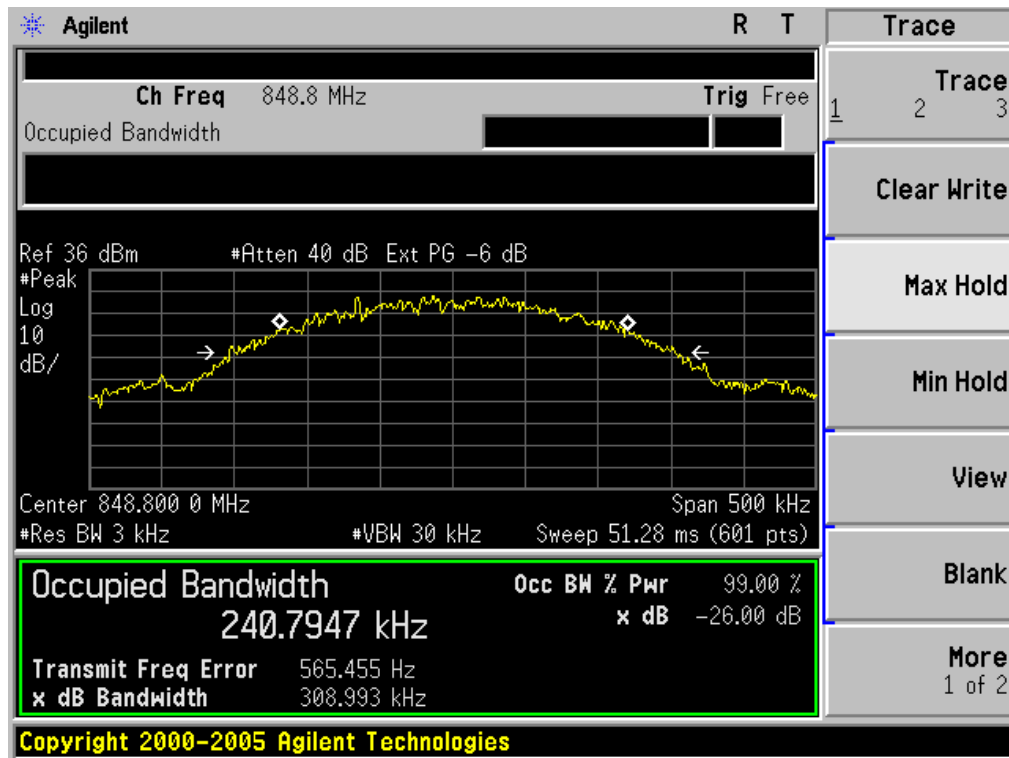 Agilent R T Trace
Ch Freq 848.8 MHz Trig Free
Occupied Bandwidth
Trace
1 2 3
Clear Write
Max Hold
Min Hold
View
Blank
More
1 of 2
Ref 36 dBm #Atten 40 dB Ext PG -6 dB
#Peak
Log
10
dB/
Center 848.800 0 MHz Span 500 kHz
#Res BW 3 kHz #VBW 30 kHz Sweep 51.28 ms (601 pts)
Occupied Bandwidth Occ BW % Pwr 99.00 %
240.7947 kHz x dB -26.00 dB
Transmit Freq Error 565.455 Hz
x dB Bandwidth 308.993 kHz
Copyright 2000-2005 Agilent Technologies